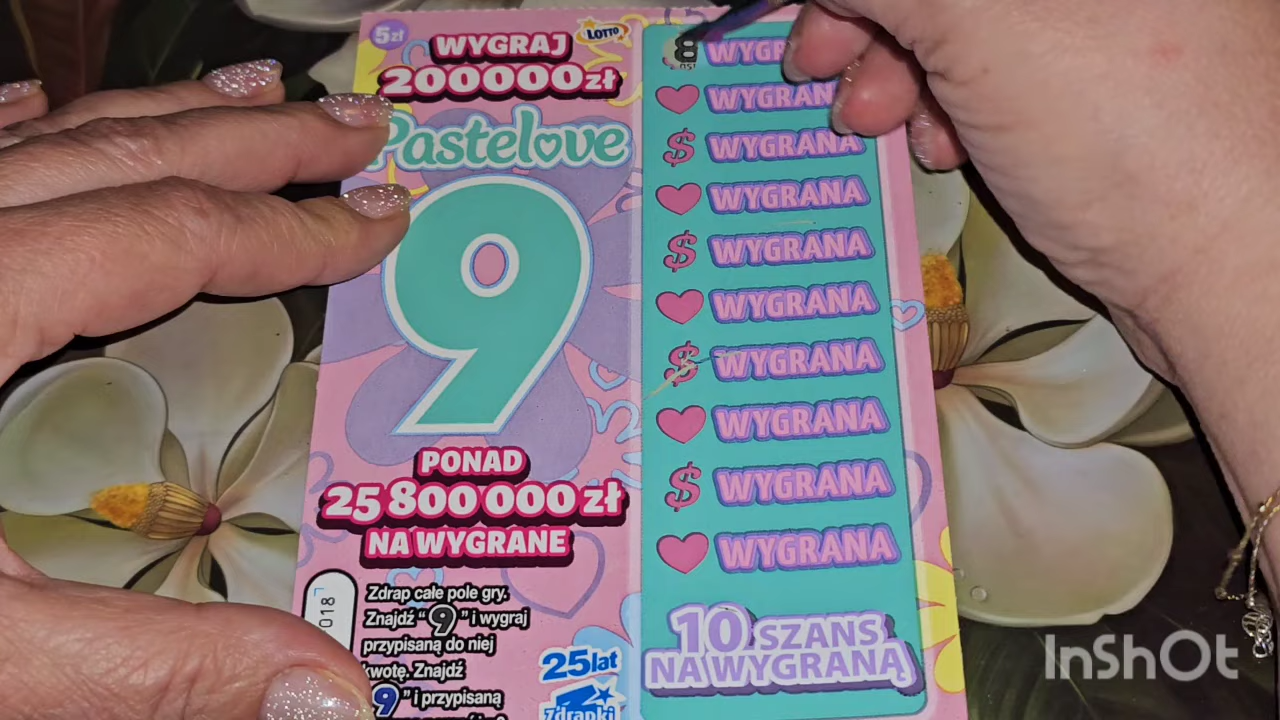 5zł
WYGRAJ
LOTTO
200000zł
Pastelove
9
PONAD
25 800 000 zł
NA WYGRANE
018
Zdrap całe pole gry.
Znajdź “9” i wygraj
przypisaną do niej
kwotę. Znajdź
9” i przypisaną
25 lat
Zdrapki
8
WYGRANA
WYGRANA
$ WYGRANA
WYGRANA
$ WYGRANA
WYGRANA
$ WYGRANA
WYGRANA
$ WYGRANA
WYGRANA
10 SZANS
NA WYGRANĄ
InShOt